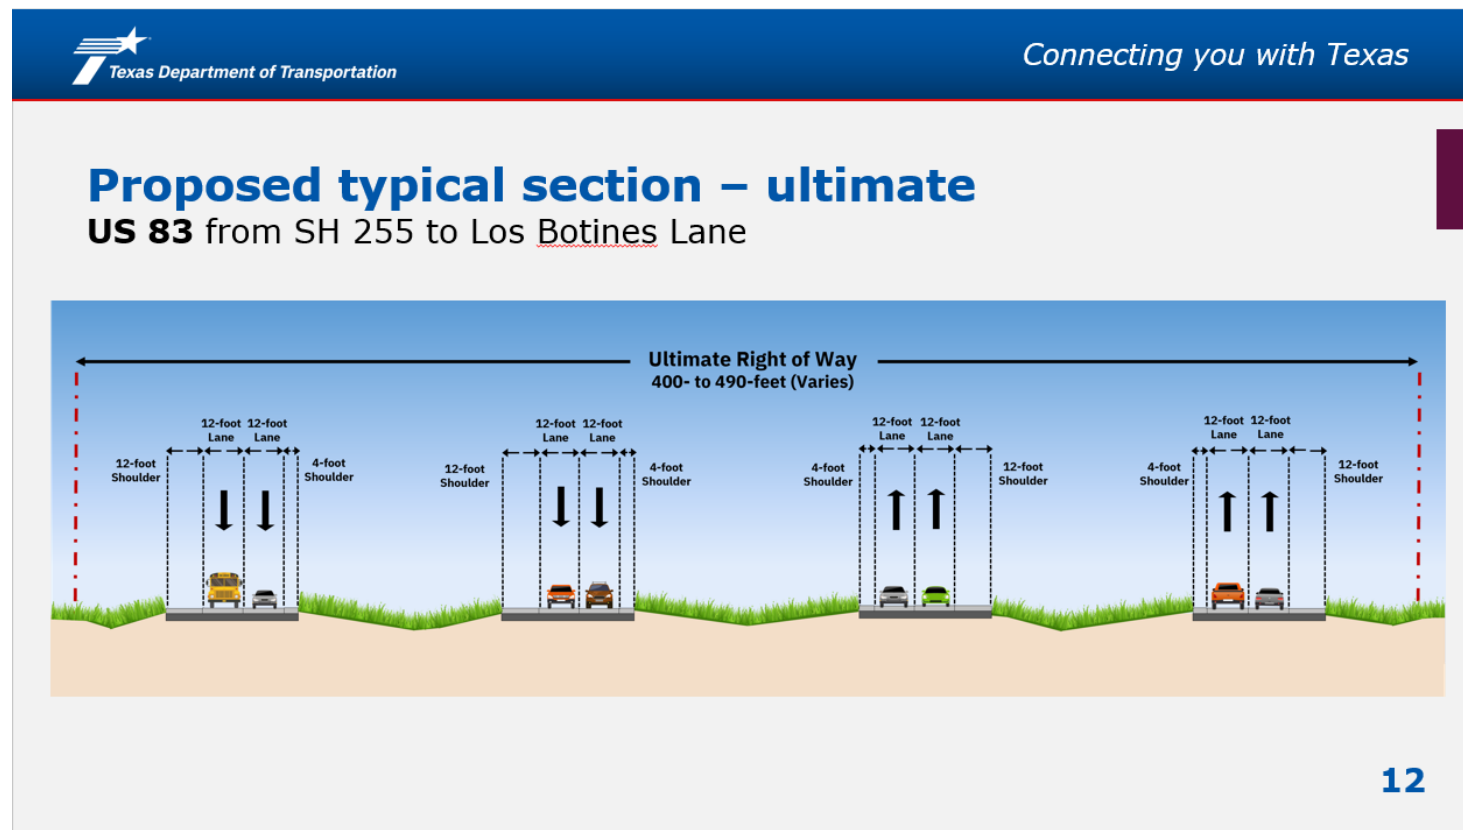 Texas Department of Transportation
Connecting you with Texas
Proposed typical section – ultimate
US 83 from SH 255 to Los Botines Lane
Ultimate Right of Way
400- to 490-feet (Varies)
12-foot
Shoulder
12-foot
Lane
12-foot
Lane
4-foot
Shoulder
12-foot
Shoulder
12-foot
Lane
12-foot
Lane
4-foot
Shoulder
4-foot
Shoulder
12-foot
Lane
12-foot
Lane
12-foot
Shoulder
4-foot
Shoulder
12-foot
Lane
12-foot
Lane
12-foot
Shoulder
12